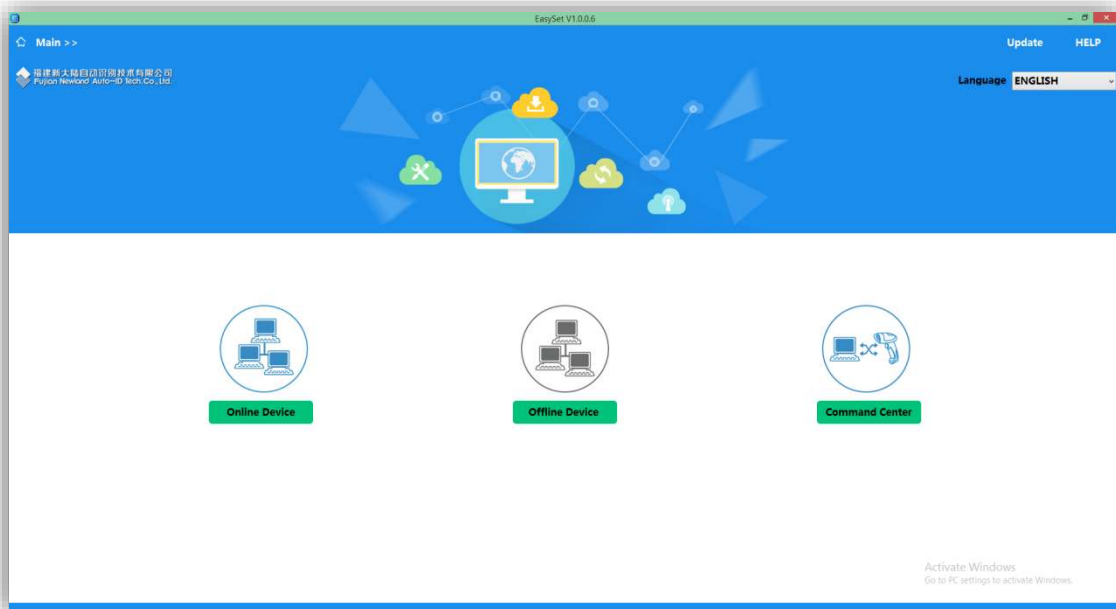 EasySet V1.0.0.6
Main >>
Update
HELP
福建新大陆自动识别技术有限公司
Fujian Newland Auto-ID Tech Co., Ltd.
Language
ENGLISH
Online Device
Offline Device
Command Center
Activate Windows
Go to PC settings to activate Windows.